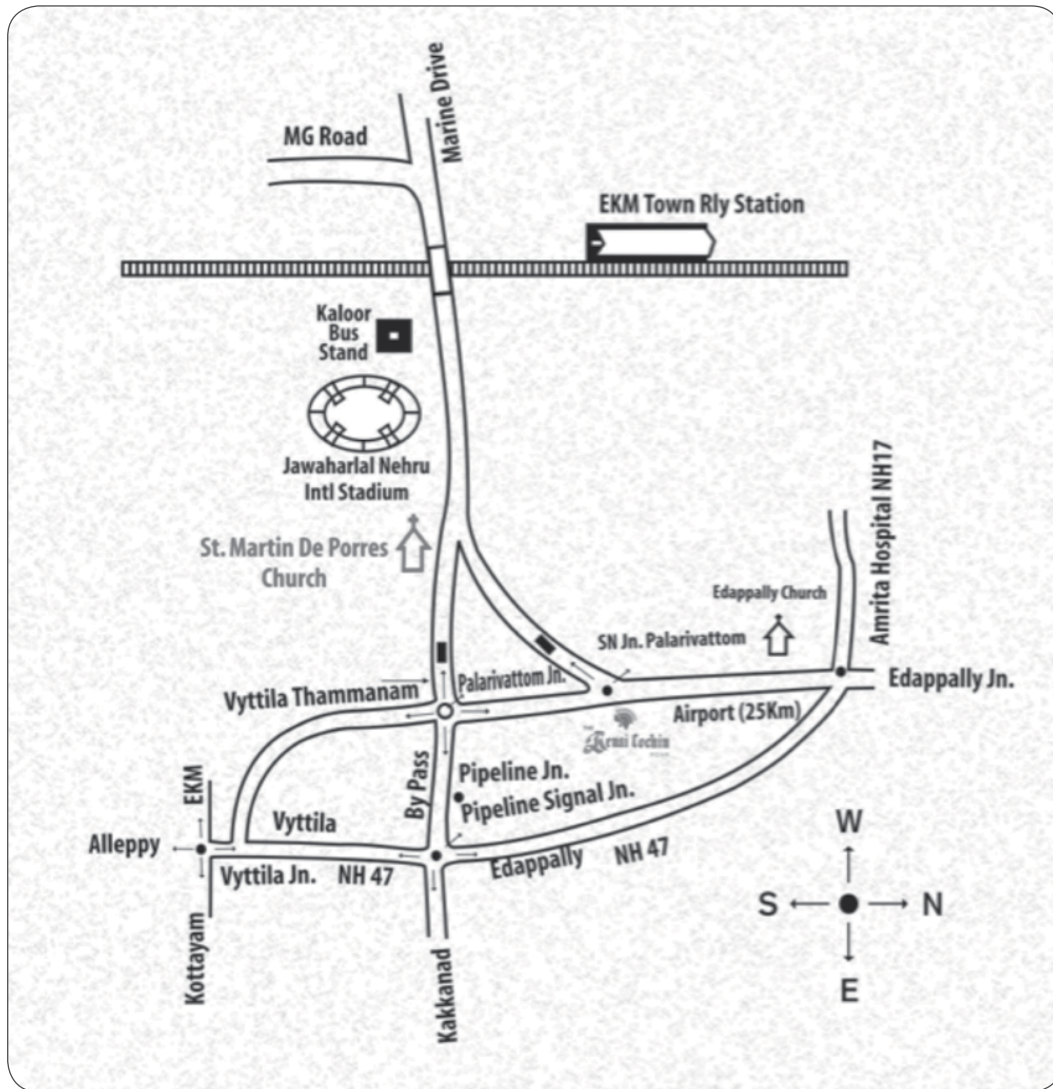 Marine Drive
MG Road
EKM Town Rly Station
Kaloor
Bus
Stand
Jawaharlal Nehru
Intl Stadium
St. Martin De Porres
Church
Amrita Hospital NH17
Edappally Church
SN Jn. Palarivattom
Palarivattom Jn.
Vyttila Thammanam
Edappally Jn.
Airport (25Km)
Cochin
By Pass
Pipeline Jn.
Pipeline Signal Jn.
EKM
Vyttila
Alleppy
Vyttila Jn.
NH 47
Edappally
NH 47
Kottayam
Kakkanad
W
S
N
E